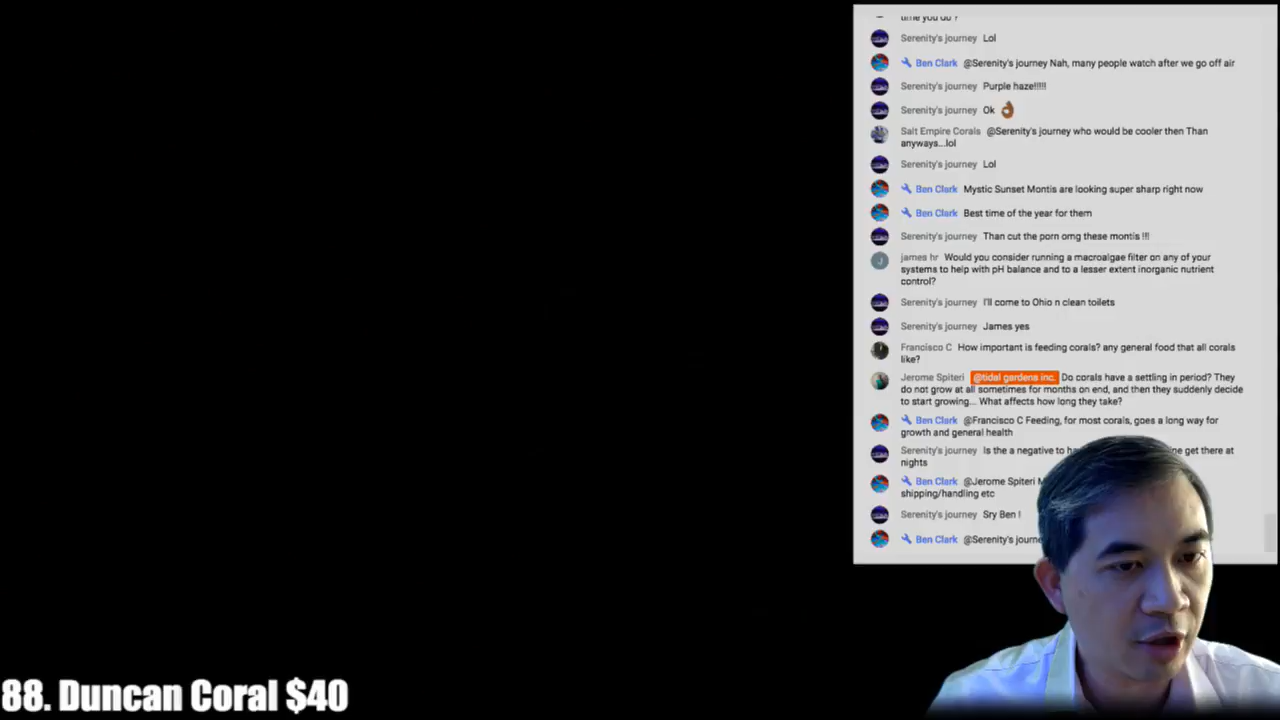 time you do ?
Serenity's journey Lol
Ben Clark @Serenity's journey Nah, many people watch after we go off air
Serenity's journey Purple haze!!!!!
Serenity's journey Ok 👌🏾
Salt Empire Corals @Serenity's journey who would be cooler then Than
anyways...lol
Serenity's journey Lol
Ben Clark Mystic Sunset Montis are looking super sharp right now
Ben Clark Best time of the year for them
Serenity's journey Than cut the porn omg these montis !!!
J james hr Would you consider running a macroalgae filter on any of your
systems to help with pH balance and to a lesser extent inorganic nutrient
control?
Serenity's journey I'll come to Ohio n clean toilets
Serenity's journey James yes
Francisco C How important is feeding corals? any general food that all corals
like?
Jerome Spiteri @tidal gardens inc. Do corals have a settling in period? They
do not grow at all sometimes for months on end, and then they suddenly decide
to start growing... What affects how long they take?
Ben Clark @Francisco C Feeding, for most corals, goes a long way for
growth and general health
Serenity's journey Is the a negative to get there at
nights
Ben Clark @Jerome Spiteri
shipping/handling etc
Serenity's journey Sry Ben !
Ben Clark
88. Duncan Coral $40